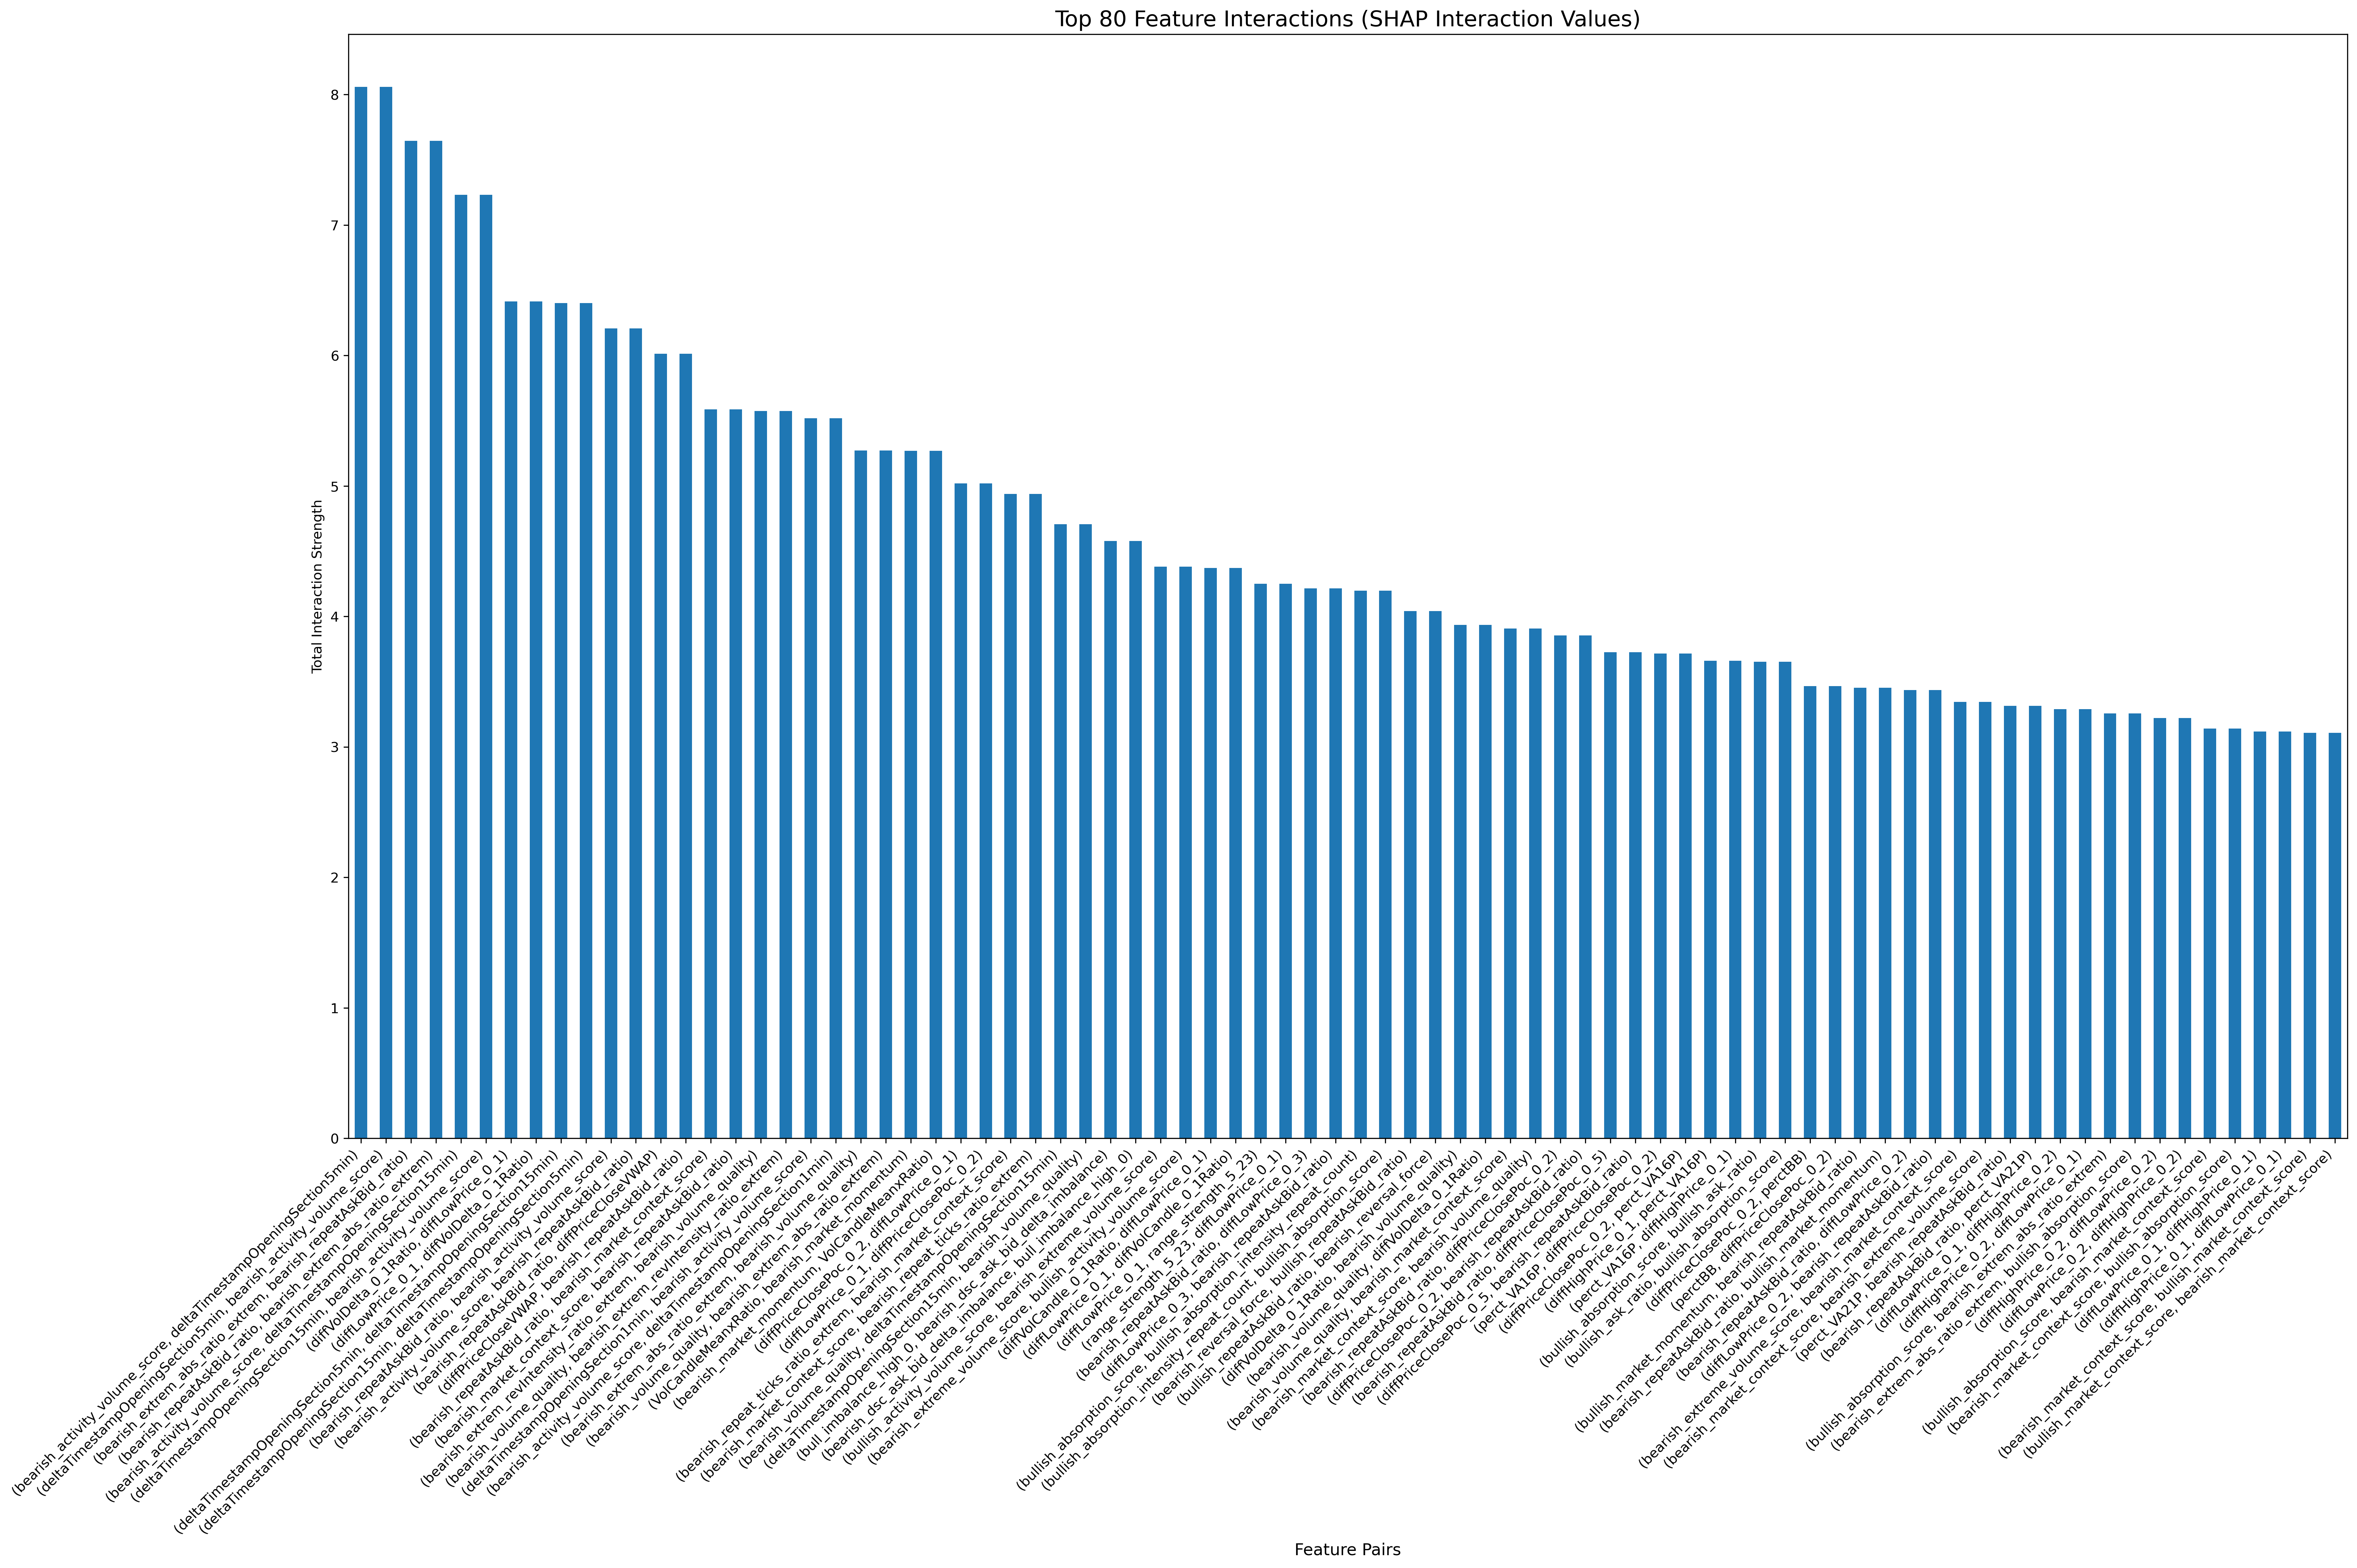 Top 80 Feature Interactions (SHAP Interaction Values)
Total Interaction Strength
8
7
6
5
4
3
2
1
0
(bearish_activity_volume_score, deltaTimestampOpeningSection5min)
(deltaTimestampOpeningSection5min, bearish_activity_volume_score)
(bearish_extrem_abs_ratio_extrem, bearish_repeatAskBid_ratio)
(bearish_repeatAskBid_ratio, bearish_extrem_abs_ratio_extrem)
(bearish_activity_volume_score, deltaTimestampOpeningSection15min)
(deltaTimestampOpeningSection15min, bearish_activity_volume_score)
(diffVolDelta_0_1Ratio, diffLowPrice_0_1)
(diffLowPrice_0_1, diffVolDelta_0_1Ratio)
(deltaTimestampOpeningSection5min, deltaTimestampOpeningSection15min)
(deltaTimestampOpeningSection15min, deltaTimestampOpeningSection5min)
(bearish_repeatAskBid_ratio, bearish_activity_volume_score)
(bearish_activity_volume_score, bearish_repeatAskBid_ratio)
(bearish_repeatAskBid_ratio, diffPriceCloseVWAP)
(diffPriceCloseVWAP, bearish_repeatAskBid_ratio)
(bearish_repeatAskBid_ratio, bearish_market_context_score)
(bearish_market_context_score, bearish_repeatAskBid_ratio)
(bearish_extrem_revIntensity_ratio_extrem, bearish_volume_quality)
(bearish_volume_quality, bearish_extrem_revIntensity_ratio_extrem)
(deltaTimestampOpeningSection1min, bearish_activity_volume_score)
(bearish_activity_volume_score, deltaTimestampOpeningSection1min)
(bearish_extrem_abs_ratio_extrem, bearish_volume_quality)
(bearish_volume_quality, bearish_extrem_abs_ratio_extrem)
(VolCandleMeanxRatio, bearish_market_momentum)
(bearish_market_momentum, VolCandleMeanxRatio)
(diffPriceClosePoc_0_2, diffLowPrice_0_1)
(diffLowPrice_0_1, diffPriceClosePoc_0_2)
(bearish_repeat_ticks_ratio_extrem, bearish_market_context_score)
(bearish_market_context_score, bearish_repeat_ticks_ratio_extrem)
(bearish_volume_quality, deltaTimestampOpeningSection15min)
(deltaTimestampOpeningSection15min, bearish_volume_quality)
(bull_imbalance_high_0, bearish_dsc_ask_bid_delta_imbalance)
(bearish_dsc_ask_bid_delta_imbalance, bull_imbalance_high_0)
(bullish_activity_volume_score, bearish_extreme_volume_score)
(bearish_extreme_volume_score, bullish_activity_volume_score)
(diffVolCandle_0_1Ratio, diffLowPrice_0_1)
(diffLowPrice_0_1, diffVolCandle_0_1Ratio)
(diffLowPrice_0_1, range_strength_5_23)
(range_strength_5_23, diffLowPrice_0_1)
(bearish_repeatAskBid_ratio, diffLowPrice_0_3)
(diffLowPrice_0_3, bearish_repeatAskBid_ratio)
(bullish_absorption_score, bullish_absorption_intensity_repeat_count)
(bullish_absorption_intensity_repeat_count, bullish_absorption_score)
(bearish_reversal_force, bullish_repeatAskBid_ratio)
(bullish_repeatAskBid_ratio, bearish_reversal_force)
(diffVolDelta_0_1Ratio, bearish_volume_quality)
(bearish_volume_quality, diffVolDelta_0_1Ratio)
(bearish_volume_quality, bearish_market_context_score)
(bearish_market_context_score, bearish_volume_quality)
(bearish_repeatAskBid_ratio, diffPriceClosePoc_0_2)
(diffPriceClosePoc_0_2, bearish_repeatAskBid_ratio)
(bearish_repeatAskBid_ratio, diffPriceClosePoc_0_5)
(diffPriceClosePoc_0_5, bearish_repeatAskBid_ratio)
(perct_VA16P, diffPriceClosePoc_0_2)
(diffPriceClosePoc_0_2, perct_VA16P)
(diffHighPrice_0_1, perct_VA16P)
(perct_VA16P, diffHighPrice_0_1)
(bullish_absorption_score, bullish_ask_ratio)
(bullish_ask_ratio, bullish_absorption_score)
(diffPriceClosePoc_0_2, perctBB)
(perctBB, diffPriceClosePoc_0_2)
(bullish_market_momentum, bearish_repeatAskBid_ratio)
(bearish_repeatAskBid_ratio, bullish_market_momentum)
(bearish_repeatAskBid_ratio, diffLowPrice_0_2)
(diffLowPrice_0_2, bearish_repeatAskBid_ratio)
(bearish_extreme_volume_score, bearish_market_context_score)
(bearish_market_context_score, bearish_extreme_volume_score)
(perct_VA21P, bearish_repeatAskBid_ratio)
(bearish_repeatAskBid_ratio, perct_VA21P)
(diffLowPrice_0_1, diffHighPrice_0_2)
(diffHighPrice_0_2, diffLowPrice_0_1)
(bullish_absorption_score, bearish_extrem_abs_ratio_extrem)
(bearish_extrem_abs_ratio_extrem, bullish_absorption_score)
(diffHighPrice_0_2, diffLowPrice_0_2)
(diffLowPrice_0_2, diffHighPrice_0_2)
(bullish_absorption_score, bearish_market_context_score)
(bearish_market_context_score, bullish_absorption_score)
(diffLowPrice_0_1, diffHighPrice_0_1)
(diffHighPrice_0_1, diffLowPrice_0_1)
(bearish_market_context_score, bullish_market_context_score)
(bullish_market_context_score, bearish_market_context_score)
Feature Pairs